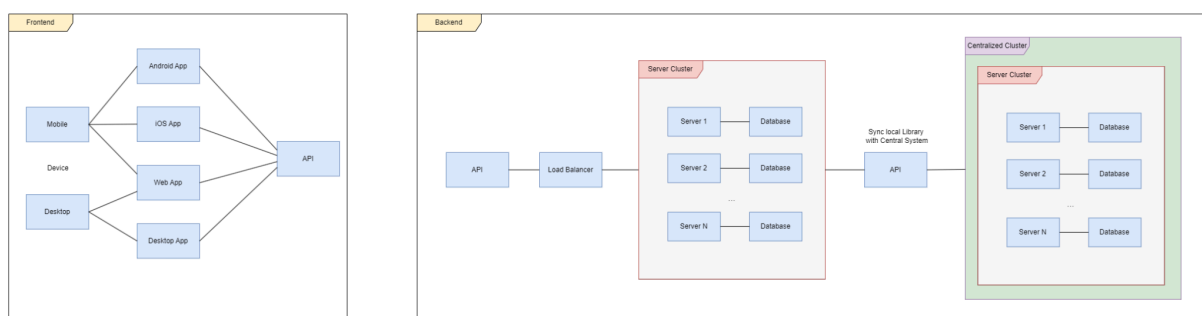 Frontend
Android App
Mobile
iOS App
API
Device
Web App
Desktop
Desktop App
Backend
Server Cluster
Server 1
Database
API
Load Balancer
Server 2
Database
...
Server N
Database
Sync local Library
with Central System
API
Centralized Cluster
Server Cluster
Server 1
Database
Server 2
Database
...
Server N
Database